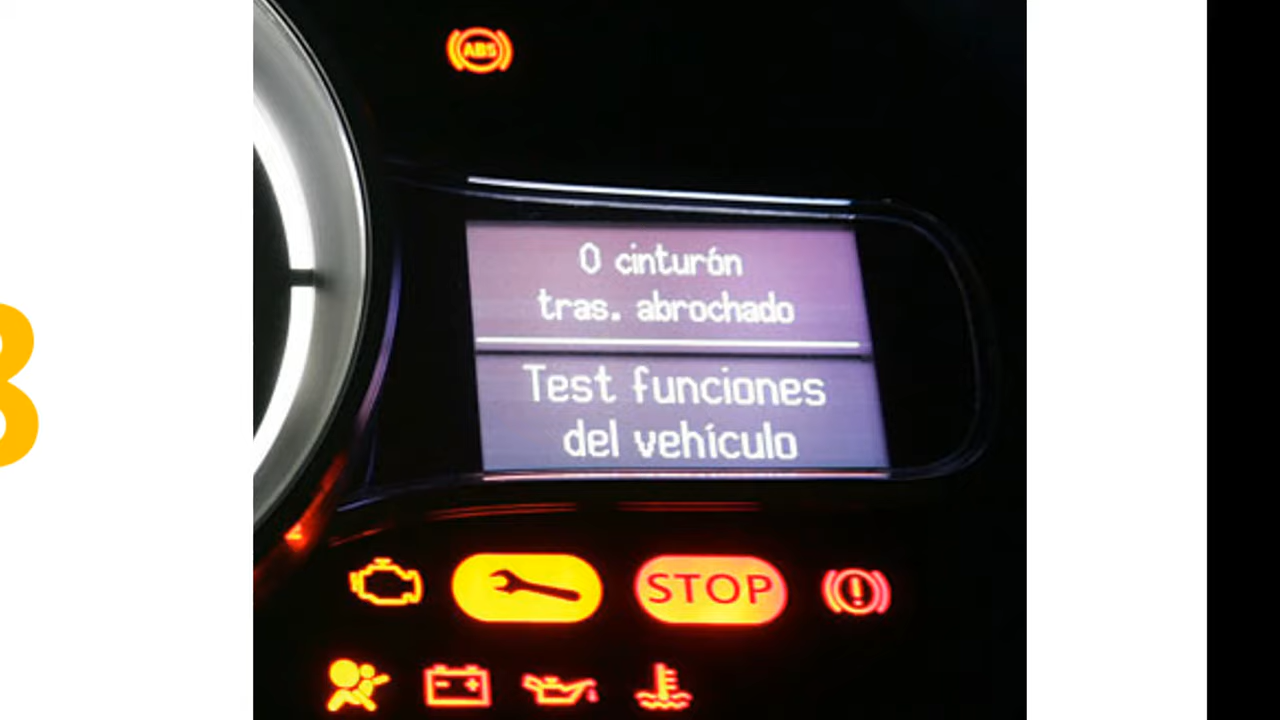 ABS
0 cinturón
tras. abrochado
Test funciones
del vehículo
STOP